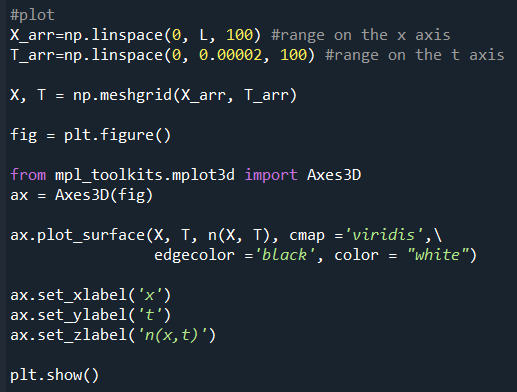 #plot
X_arr=np.linspace(0, L, 100) #range on the x axis
T_arr=np.linspace(0, 0.00002, 100) #range on the t axis
X, T = np.meshgrid(X_arr, T_arr)
fig = plt.figure()
from mpl_toolkits.mplot3d import Axes3D
ax = Axes3D(fig)
ax.plot_surface(X, T, n(X, T), cmap ='viridis',\
                edgecolor ='black', color = "white")
ax.set_xlabel('x')
ax.set_ylabel('t')
ax.set_zlabel('n(x,t)')
plt.show()